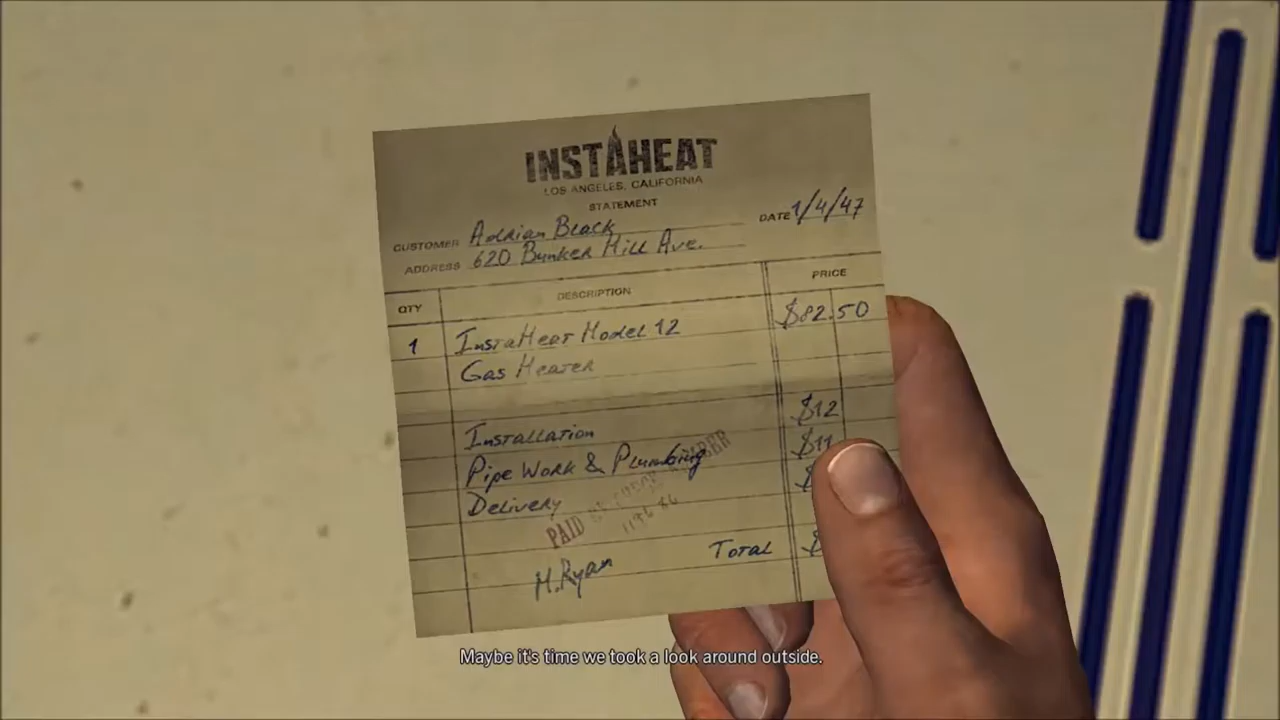 INSTAHEAT
LOS ANGELES, CALIFORNIA
STATEMENT
CUSTOMER Adrian Black DATE 1/4/47
ADDRESS 620 Bunker Hill Ave.
QTY DESCRIPTION PRICE
1 InstaHeat Model 12 $82.50
Gas Heater
Installation $12
Pipe Work & Plumbing $11
Delivery $
PAID
M.Ryan Total $
Maybe it's time we took a look around outside.